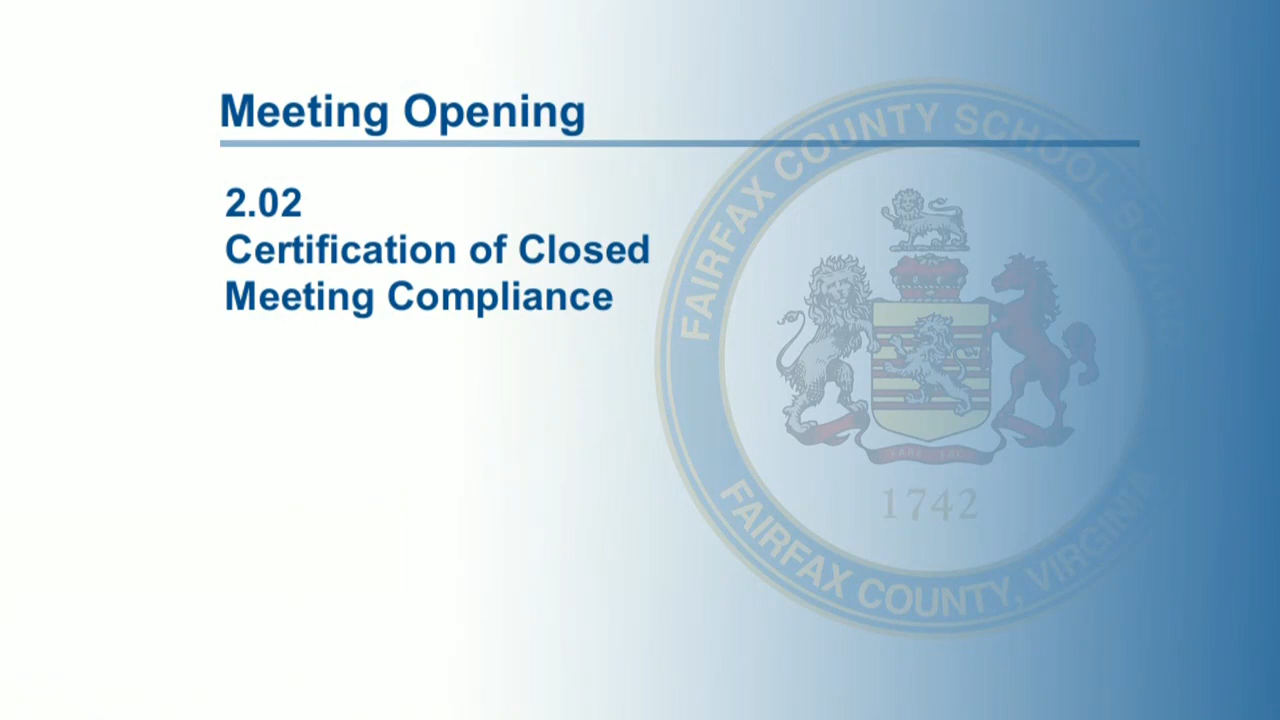 Meeting Opening
2.02
Certification of Closed
Meeting Compliance
FAIRFAX COUNTY SCHOOL BOARD
1742
FAIRFAX COUNTY, VIRGINIA